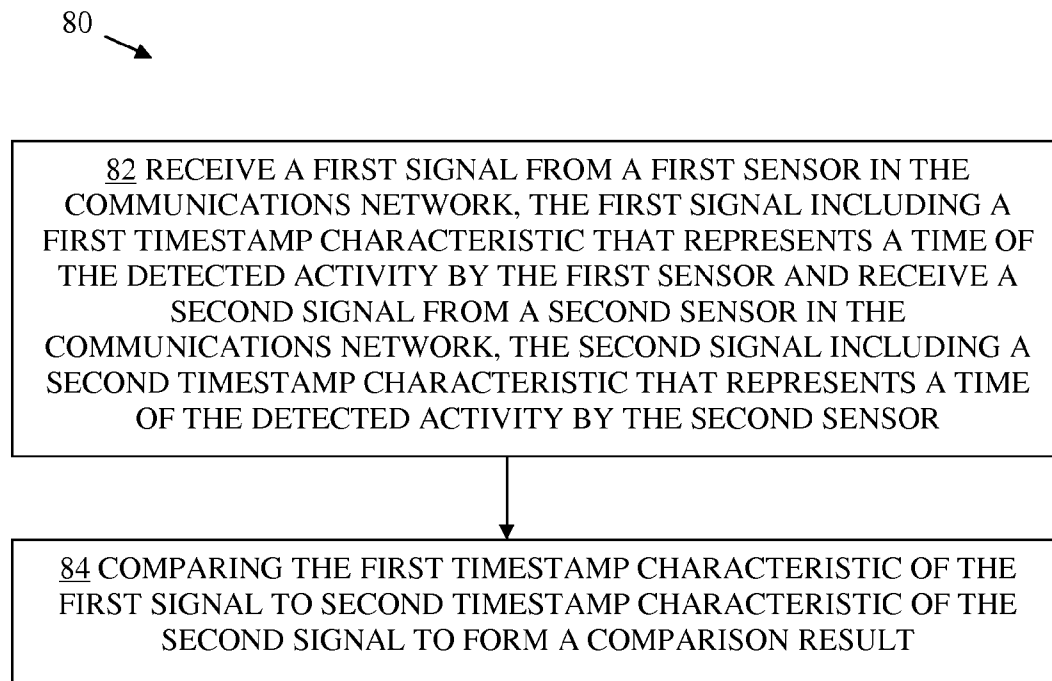 80
82 RECEIVE A FIRST SIGNAL FROM A FIRST SENSOR IN THE
COMMUNICATIONS NETWORK, THE FIRST SIGNAL INCLUDING A
FIRST TIMESTAMP CHARACTERISTIC THAT REPRESENTS A TIME OF
THE DETECTED ACTIVITY BY THE FIRST SENSOR AND RECEIVE A
SECOND SIGNAL FROM A SECOND SENSOR IN THE
COMMUNICATIONS NETWORK, THE SECOND SIGNAL INCLUDING A
SECOND TIMESTAMP CHARACTERISTIC THAT REPRESENTS A TIME
OF THE DETECTED ACTIVITY BY THE SECOND SENSOR
84 COMPARING THE FIRST TIMESTAMP CHARACTERISTIC OF THE
FIRST SIGNAL TO SECOND TIMESTAMP CHARACTERISTIC OF THE
SECOND SIGNAL TO FORM A COMPARISON RESULT